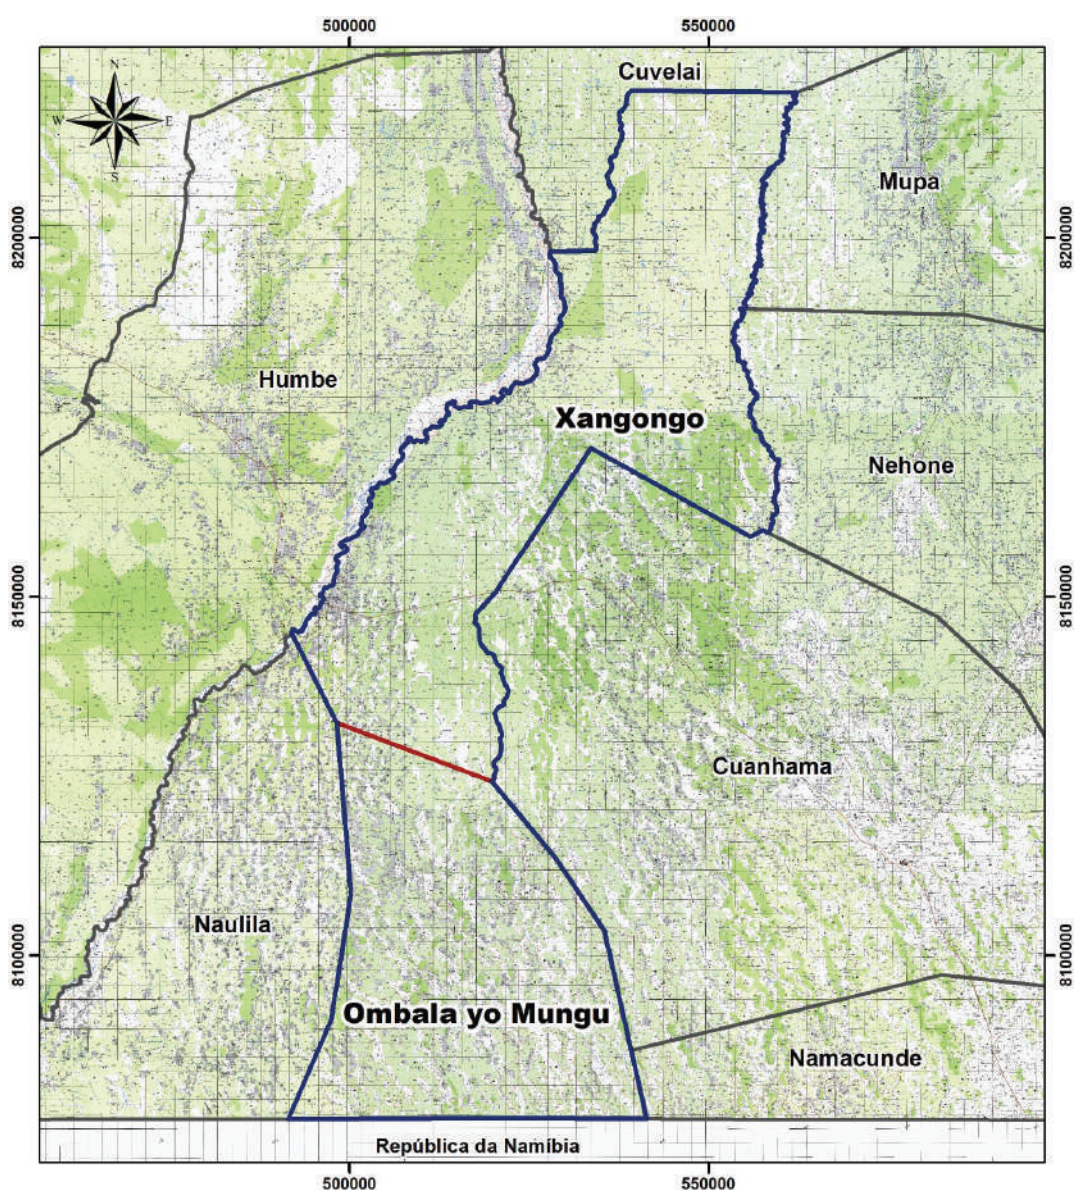 500000
550000
Cuvelai
N
W
E
S
Mupa
8200000
8200000
Humbe
Xangongo
Nehone
8150000
8150000
Cuanhama
Naulila
8100000
8100000
Ombala yo Mungu
Namacunde
República da Namíbia
500000
550000